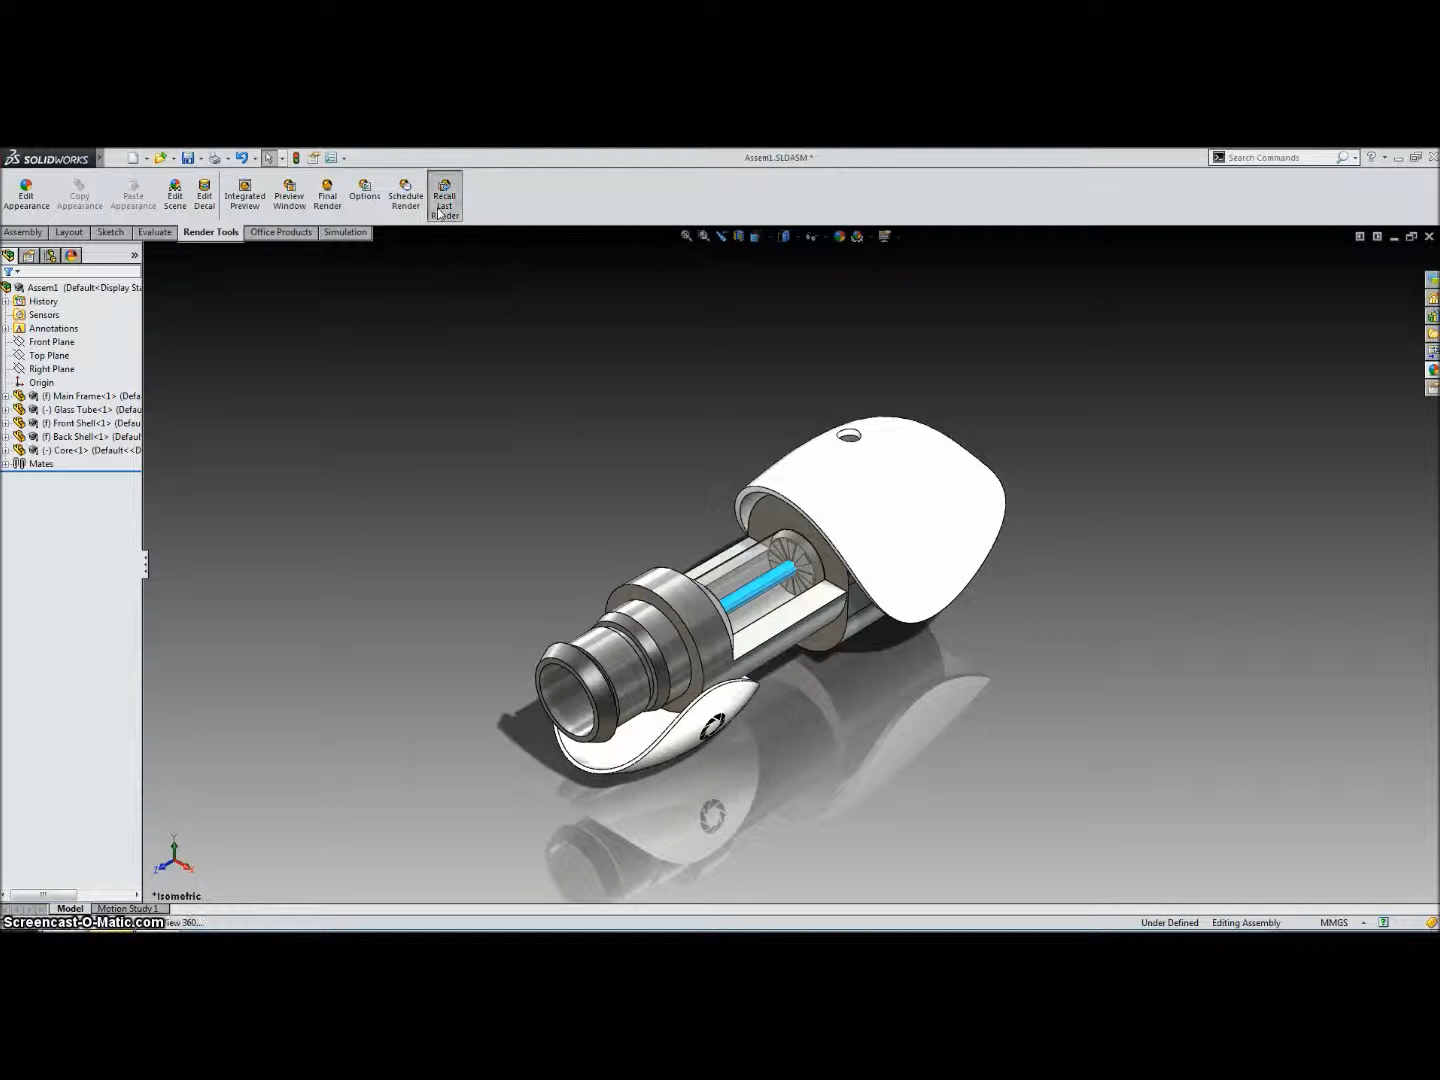 SOLIDWORKS
Assem1.SLDASM *
Search Commands
Edit Appearance
Copy Appearance
Paste Appearance
Edit Scene
Edit Decal
Integrated Preview
Preview Window
Final Render
Options
Schedule Render
Recall Last Render
Assembly
Layout
Sketch
Evaluate
Render Tools
Office Products
Simulation
Assem1 (Default<Display Sta
History
Sensors
Annotations
Front Plane
Top Plane
Right Plane
Origin
(f) Main Frame<1> (Defa
(-) Glass Tube<1> (Defau
(f) Front Shell<1> (Defau
(f) Back Shell<1> (Defaul
(-) Core<1> (Default<<D
Mates
Y
*Isometric
Model
Motion Study 1
Screencast-O-Matic.com
iew 360...
Under Defined
Editing Assembly
MMGS